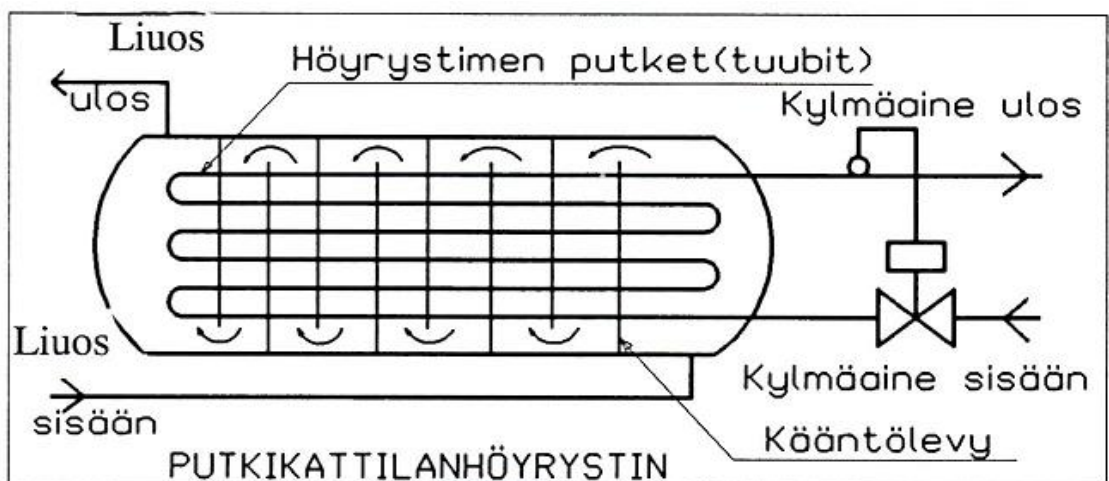 Liuos
ulos
Höyrystimen putket(tuubit)
Kylmäaine ulos
Liuos
sisään
Kylmäaine sisään
Kääntölevy
PUTKIKATTILANHÖYRYSTIN